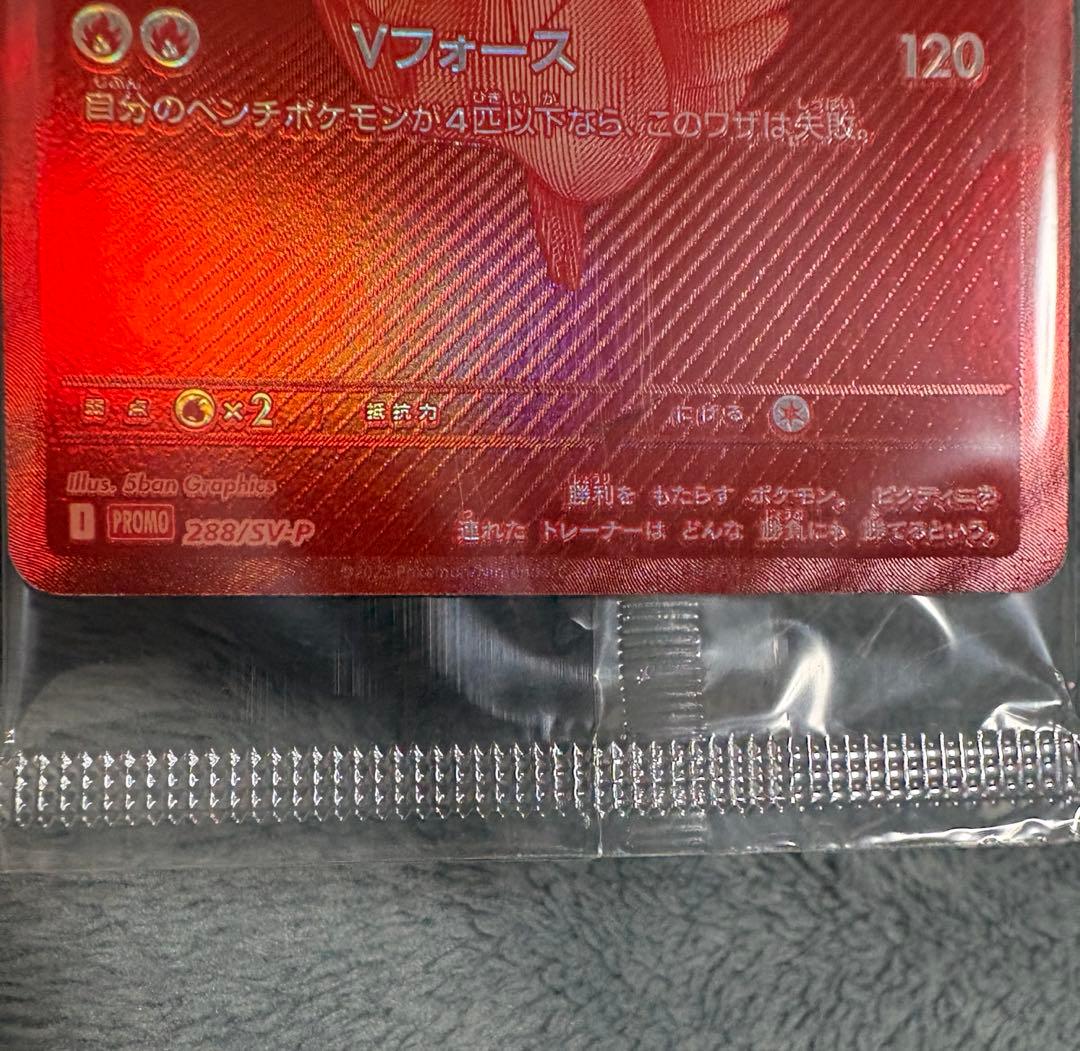 Vフォース 120
自分のベンチポケモンが4匹以下なら、このワザは失敗。
弱点 ×2 抵抗力 にげる
Illus. 5ban Graphics
勝利を もたらす ポケモン。 ビクティニを
I PROMO 288/SV-P
連れた トレーナーは どんな 勝負にも 勝てるという。